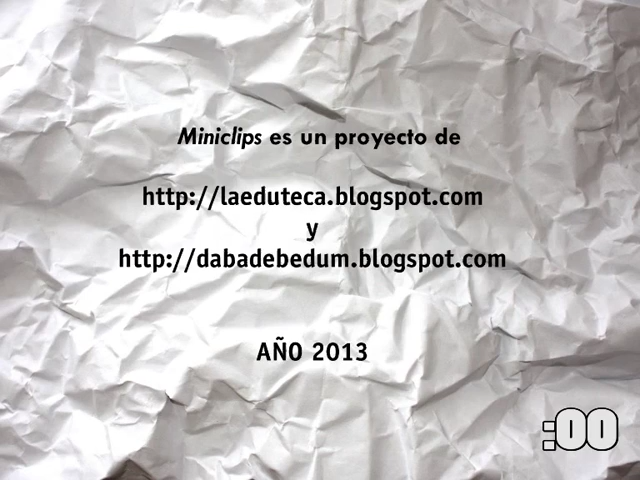 Miniclips es un proyecto de
http://laeduteca.blogspot.com
y
http://dabadebedum.blogspot.com
AÑO 2013
:00